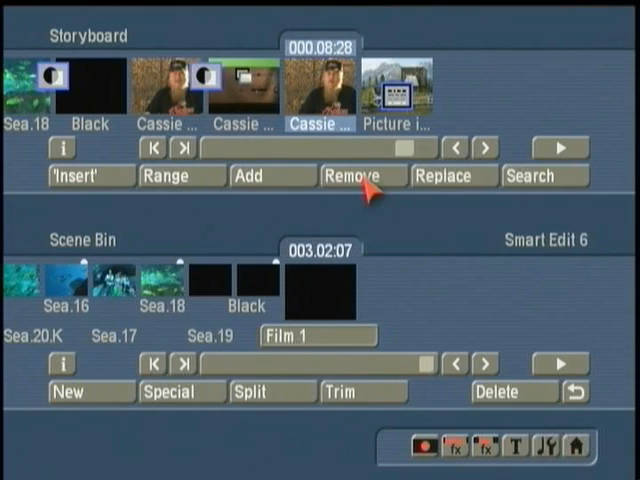 Storyboard
000.08:28
Sea.18 Black Cassie ... Cassie ... Cassie ... Picture i...
i
'Insert' Range Add Remove Replace Search
Scene Bin 003.02:07 Smart Edit 6
Sea.16 Sea.18 Black
Sea.20.K Sea.17 Sea.19 Film 1
i
New Special Split Trim Delete
fx fx T